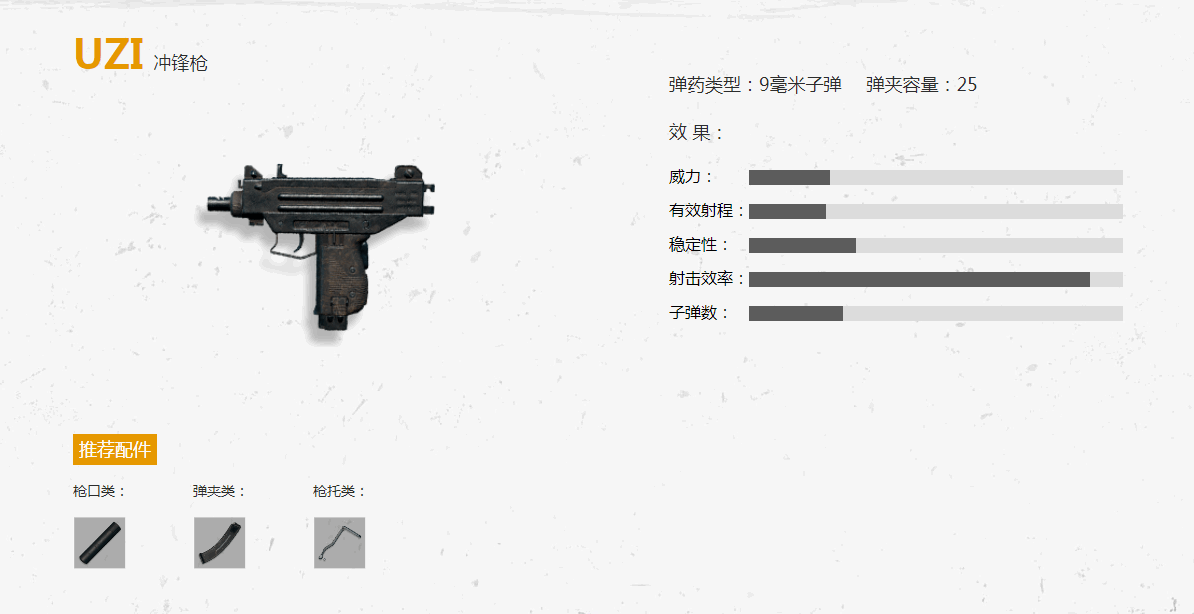 UZI 冲锋枪
弹药类型：9毫米子弹 弹夹容量：25
效 果：
威力：
有效射程：
稳定性：
射击效率：
子弹数：
推荐配件
枪口类：
弹夹类：
枪托类：